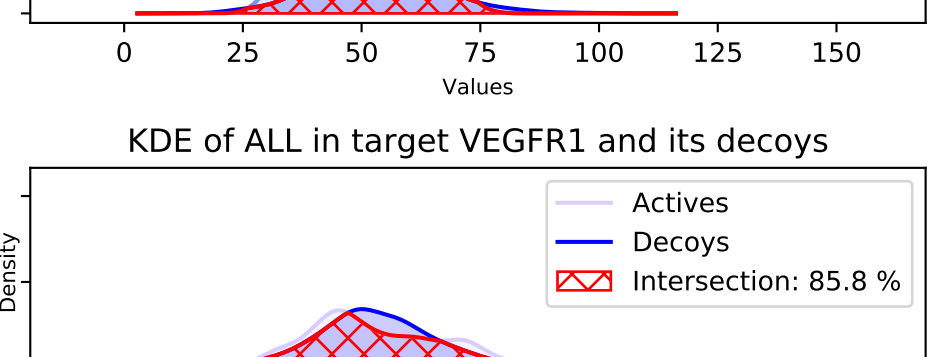 0 25 50 75 100 125 150
Values
KDE of ALL in target VEGFR1 and its decoys
Density
Actives
Decoys
Intersection: 85.8 %